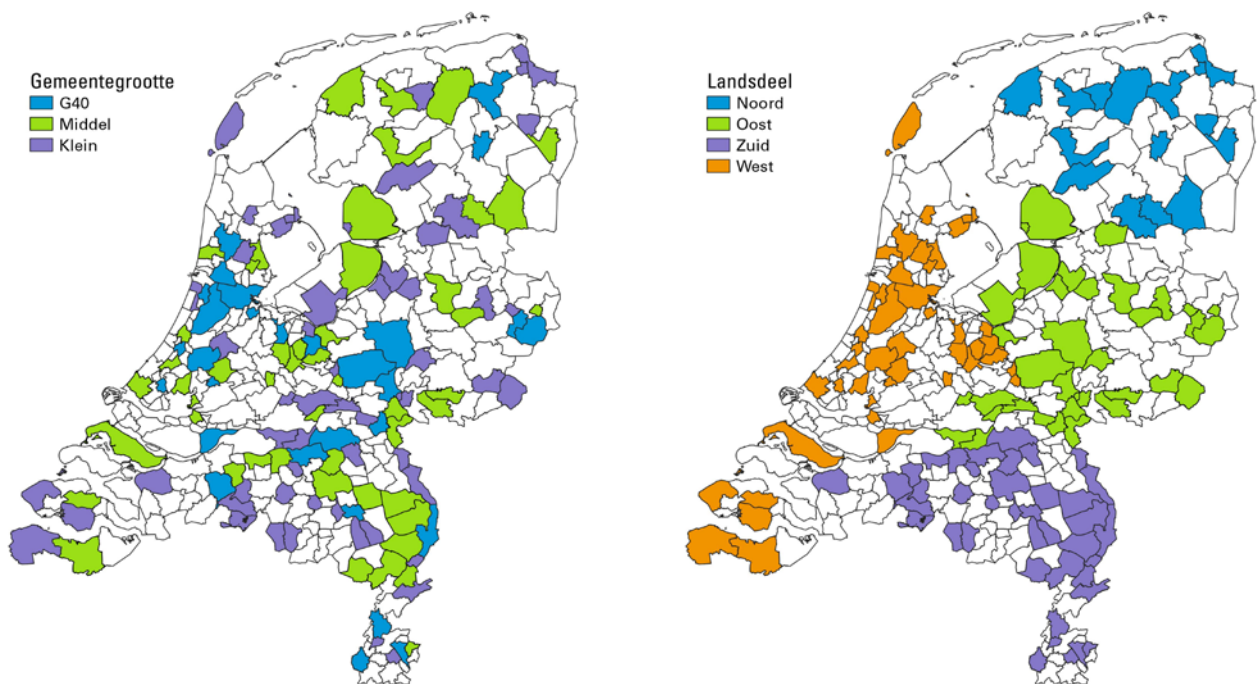 Gemeentegrootte
G40
Middel
Klein
Landsdeel
Noord
Oost
Zuid
West